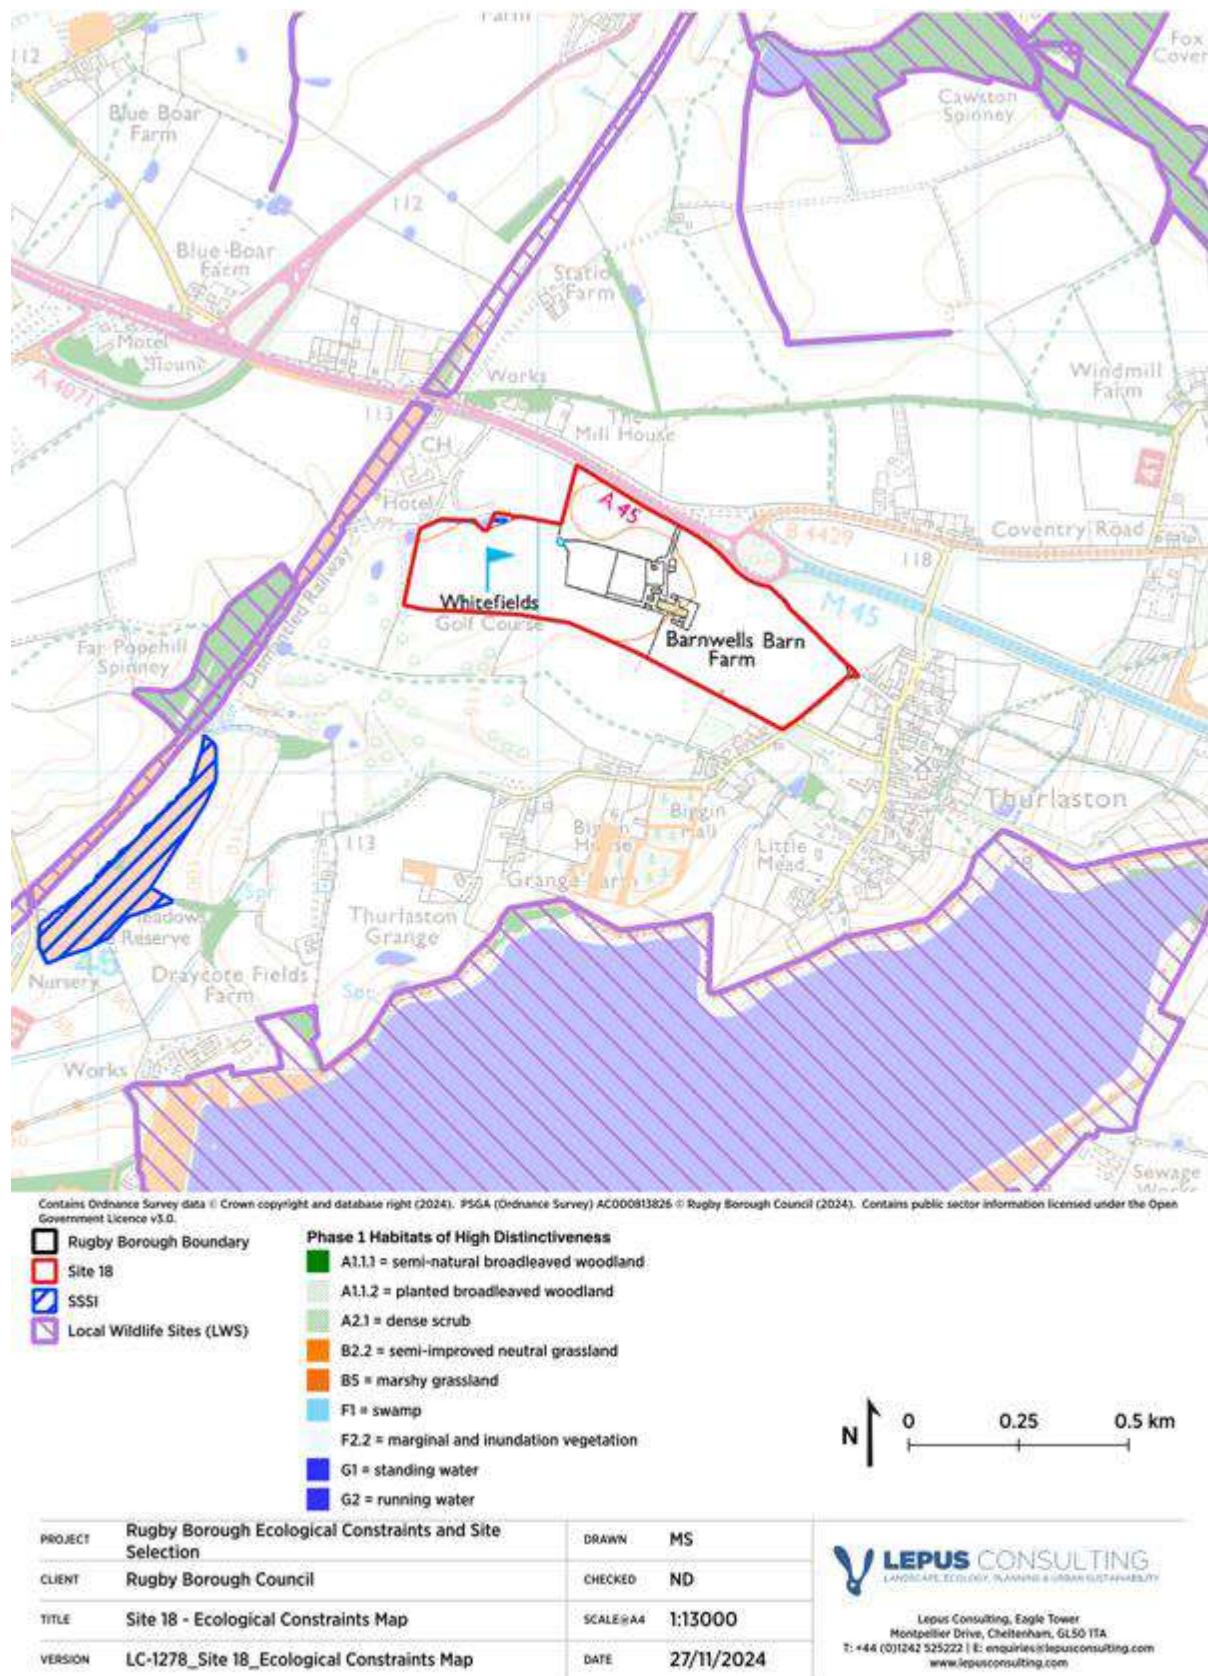 Farm
112
Fox
Cover
Blue Boar
Farm
Cawston
Spinney
112
Blue Boar
Farm
Station
Farm
Motel
Mount
A 4071
Works
Windmill
Farm
113
The
Mill House
CH
41
Hotel
A 45
B 4429
Coventry Road
118
Whitefields
Golf Course
M 45
Dismantled Railway
Barnwells Barn
Farm
Far Popehill
Spinney
Thurlaston
Biggin
Hall
113
Little
Mead
Grange Farm
98
Spr
Thurlaston
Grange
Meadows
Reserve
45
Nursery
Draycote Fields
Farm
Spr
Works
Sewage
Works
Contains Ordnance Survey data © Crown copyright and database right (2024). PSGA (Ordnance Survey) AC000813826 © Rugby Borough Council (2024). Contains public sector information licensed under the Open
Government Licence v3.0.
Rugby Borough Boundary
Site 18
SSSI
Local Wildlife Sites (LWS)
Phase 1 Habitats of High Distinctiveness
A1.1.1 = semi-natural broadleaved woodland
A1.1.2 = planted broadleaved woodland
A2.1 = dense scrub
B2.2 = semi-improved neutral grassland
B5 = marshy grassland
F1 = swamp
F2.2 = marginal and inundation vegetation
G1 = standing water
G2 = running water
N
0 0.25 0.5 km
PROJECT Rugby Borough Ecological Constraints and Site
Selection
DRAWN MS
CLIENT Rugby Borough Council
CHECKED ND
TITLE Site 18 - Ecological Constraints Map
SCALE@A4 1:13000
VERSION LC-1278_Site 18_Ecological Constraints Map
DATE 27/11/2024
LEPUS CONSULTING
LANDSCAPE, ECOLOGY, PLANNING & URBAN SUSTAINABILITY
Lepus Consulting, Eagle Tower
Montpellier Drive, Cheltenham, GL50 1TA
T: +44 (0)1242 525222 | E: enquiries@lepusconsulting.com
www.lepusconsulting.com